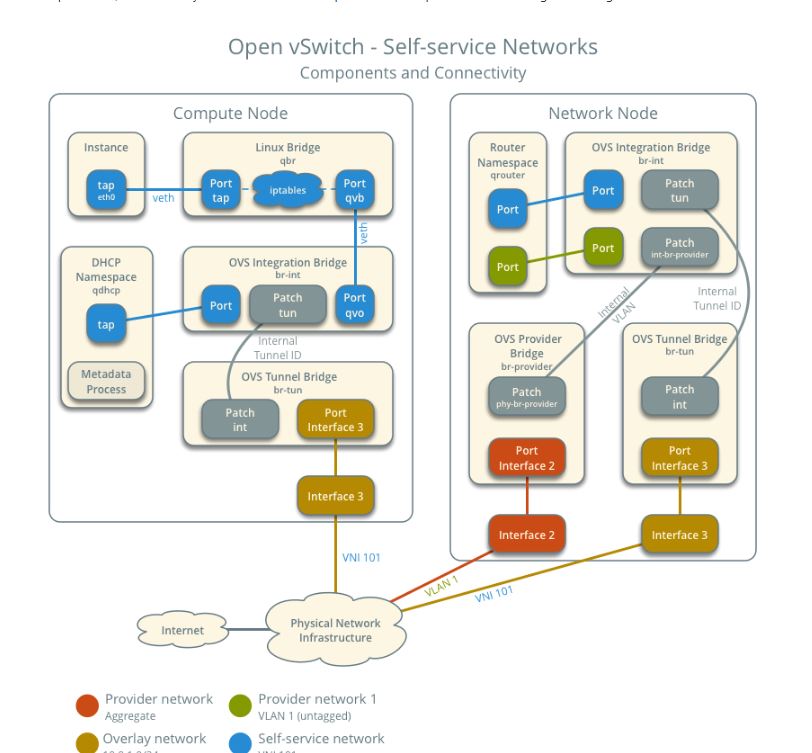 Open vSwitch - Self-service Networks
Components and Connectivity
Compute Node
Instance
tap
eth0
veth
Linux Bridge
qbr
Port
tap
iptables
Port
qvb
veth
DHCP
Namespace
qdhcp
tap
Metadata
Process
OVS Integration Bridge
br-int
Port
Patch
tun
Port
qvo
Internal
Tunnel ID
OVS Tunnel Bridge
br-tun
Patch
int
Port
Interface 3
Interface 3
VNI 101
Network Node
Router
Namespace
qrouter
Port
Port
OVS Integration Bridge
br-int
Port
Patch
tun
Port
Patch
int-br-provider
Internal
VLAN
Internal
Tunnel ID
OVS Provider
Bridge
br-provider
Patch
phy-br-provider
Port
Interface 2
Interface 2
OVS Tunnel Bridge
br-tun
Patch
int
Port
Interface 3
Interface 3
VLAN 1
VNI 101
Internet
Physical Network
Infrastructure
Provider network
Aggregate
Provider network 1
VLAN 1 (untagged)
Overlay network
Self-service network